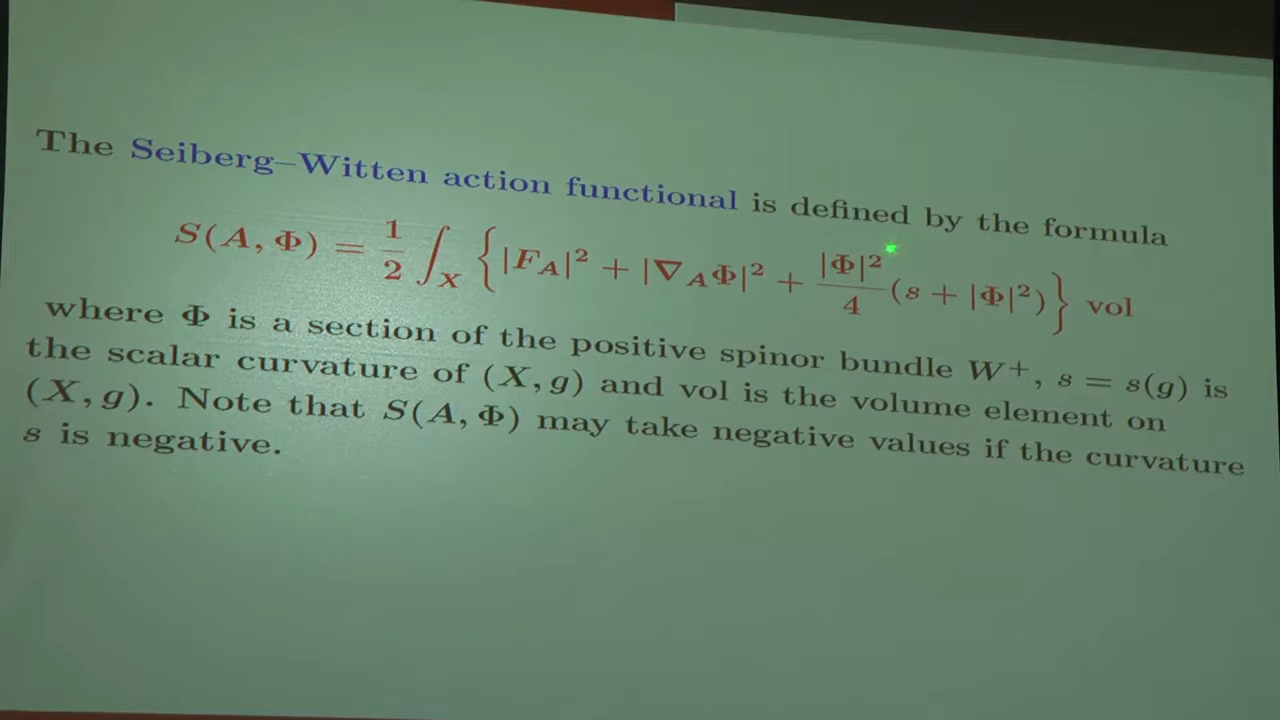 The Seiberg–Witten action functional is defined by the formula
S(A, Φ) = 1/2 ∫_X {|F_A|² + |∇_AΦ|² + |Φ|²/4 (s + |Φ|²)} vol
where Φ is a section of the positive spinor bundle W⁺, s = s(g) is
the scalar curvature of (X, g) and vol is the volume element on
(X, g). Note that S(A, Φ) may take negative values if the curvature
s is negative.